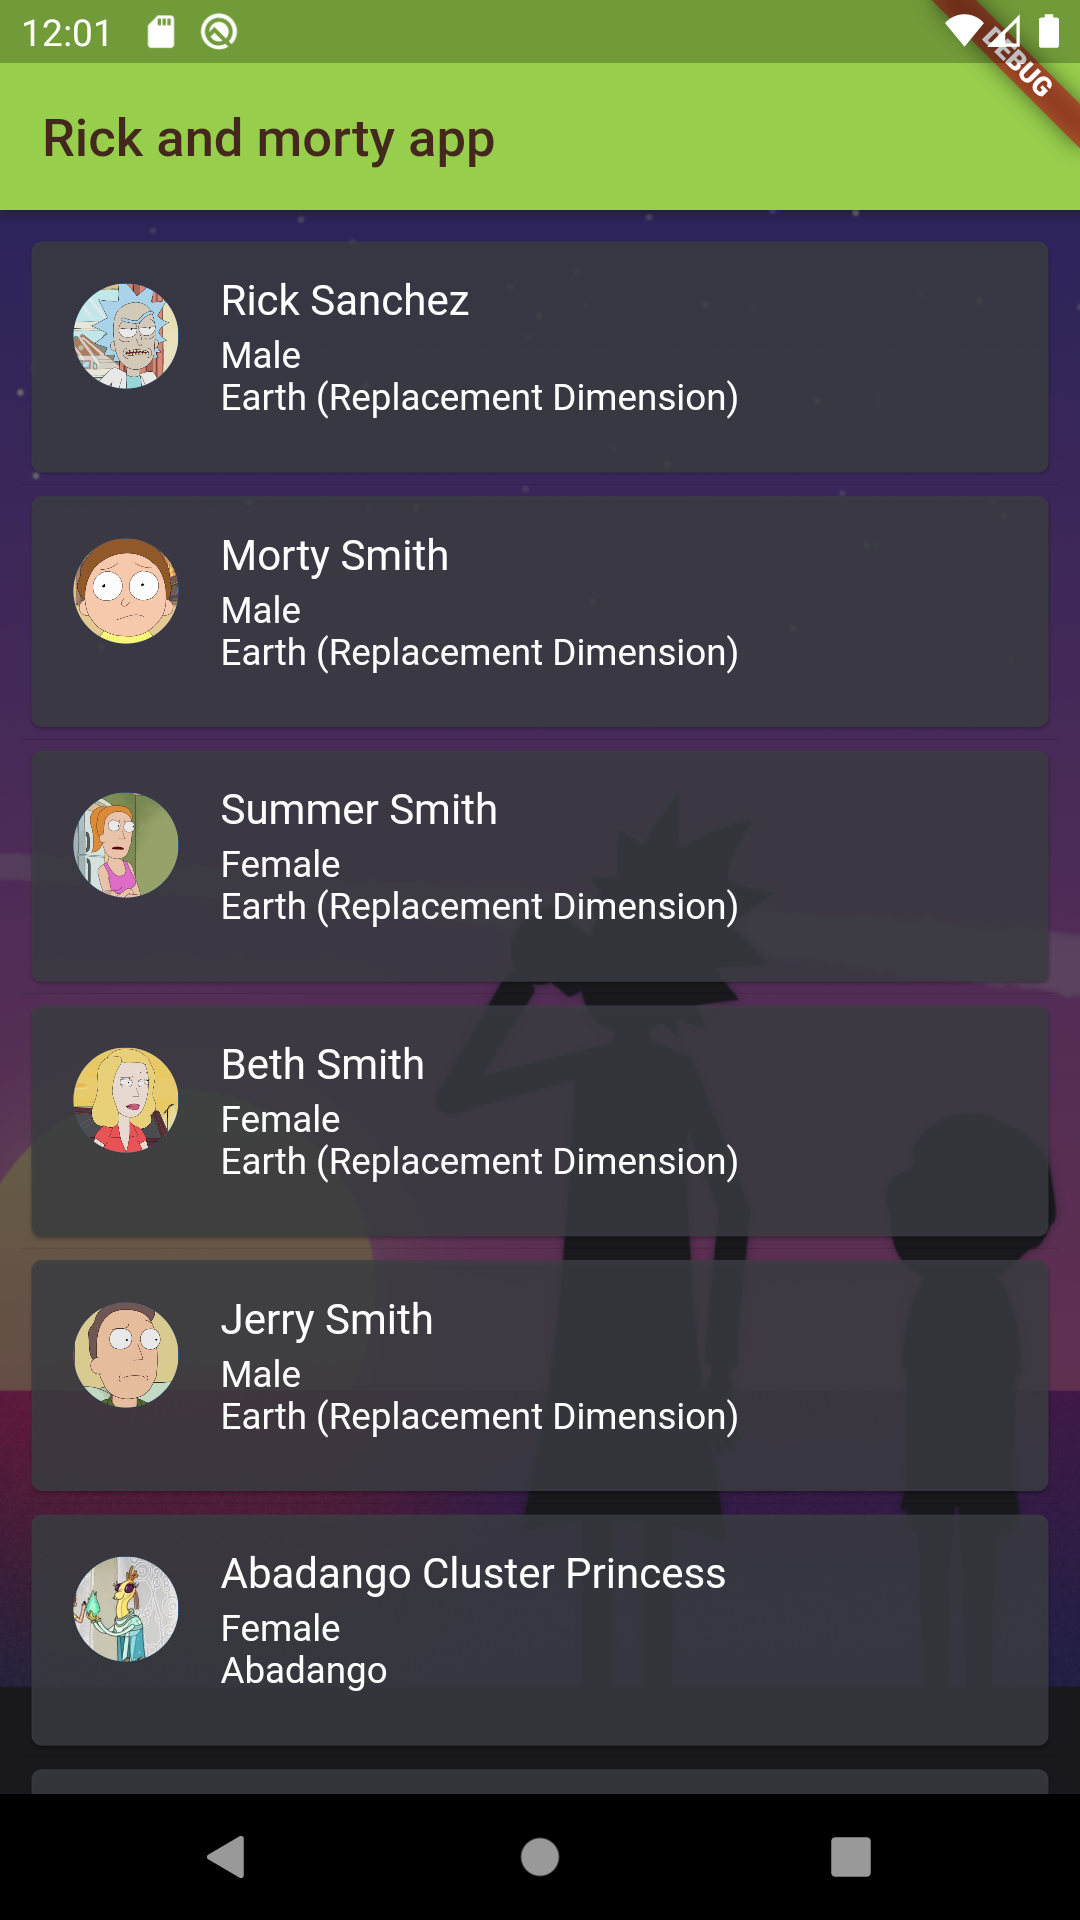 12:01
DEBUG
Rick and morty app
Rick Sanchez
Male
Earth (Replacement Dimension)
Morty Smith
Male
Earth (Replacement Dimension)
Summer Smith
Female
Earth (Replacement Dimension)
Beth Smith
Female
Earth (Replacement Dimension)
Jerry Smith
Male
Earth (Replacement Dimension)
Abadango Cluster Princess
Female
Abadango